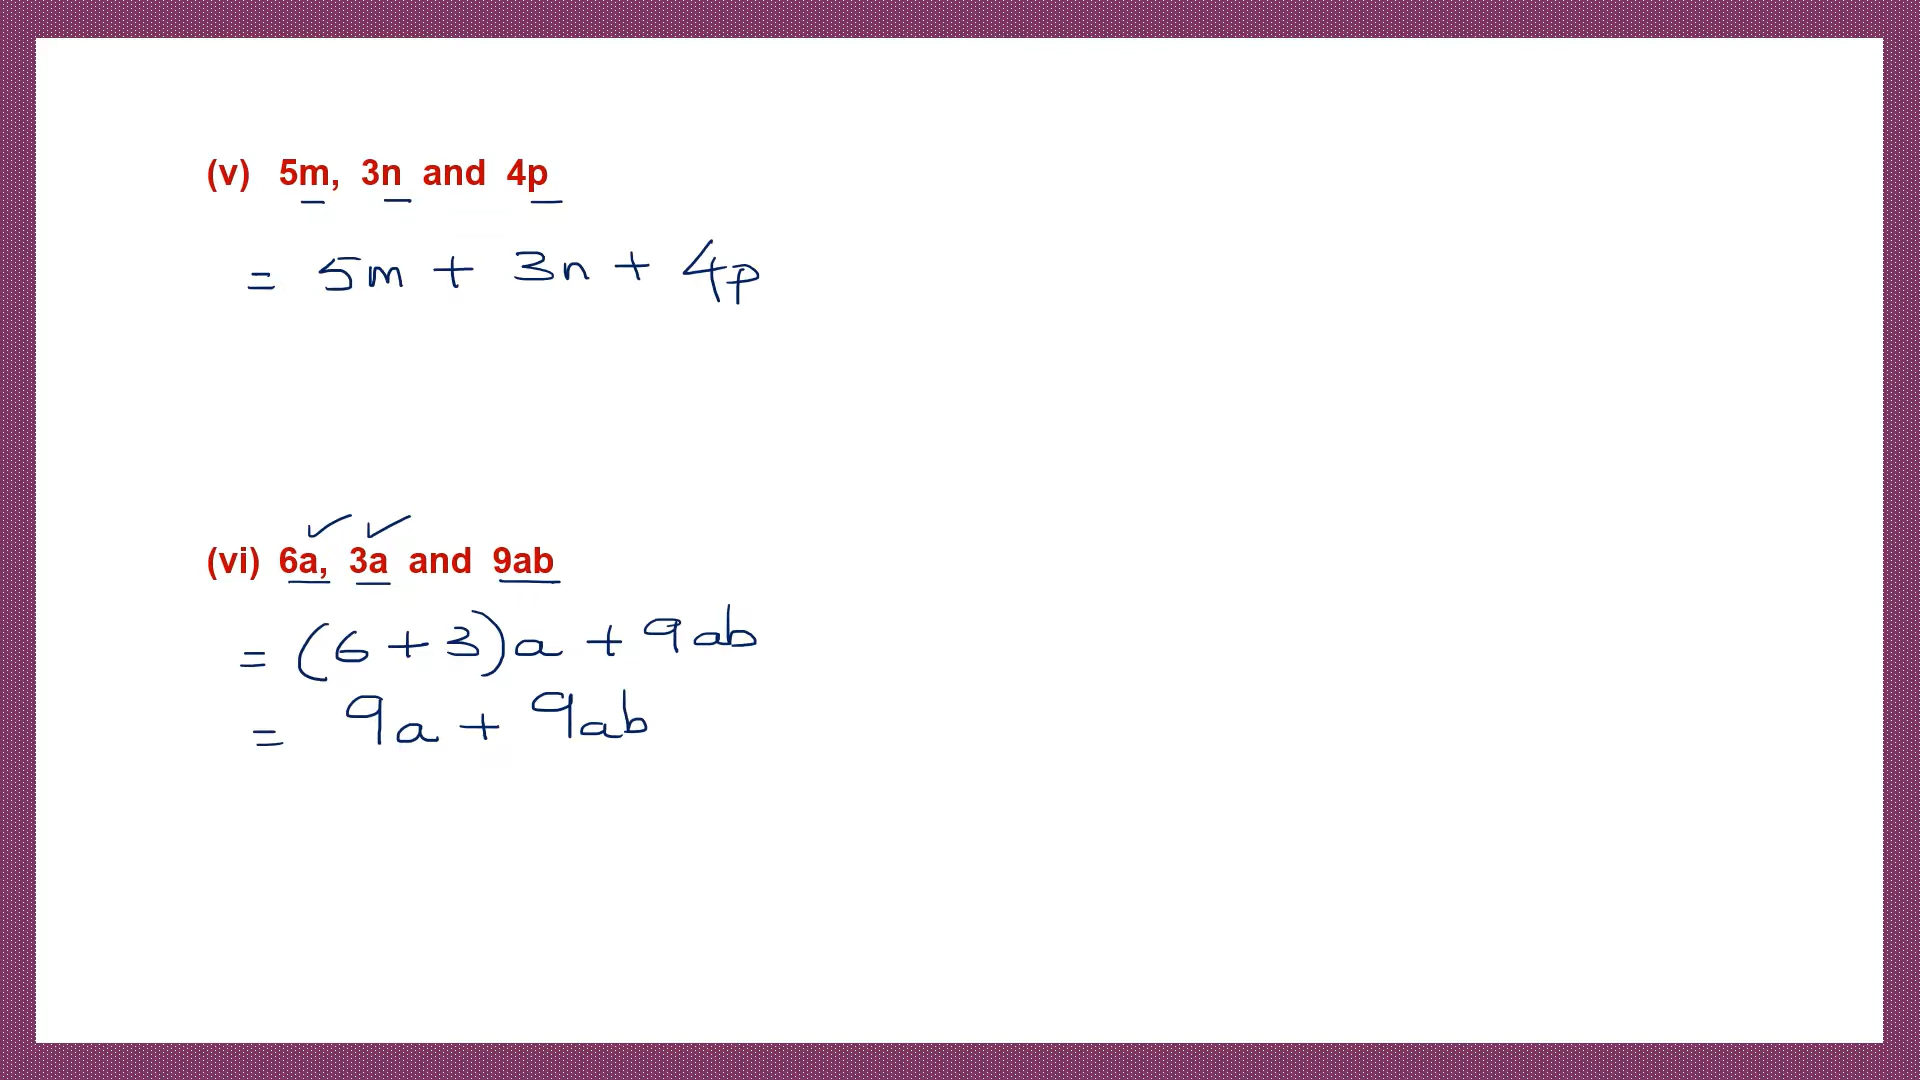 (v) 5m, 3n and 4p
= 5m + 3n + 4p
(vi) 6a, 3a and 9ab
= (6 + 3)a + 9ab
= 9a + 9ab